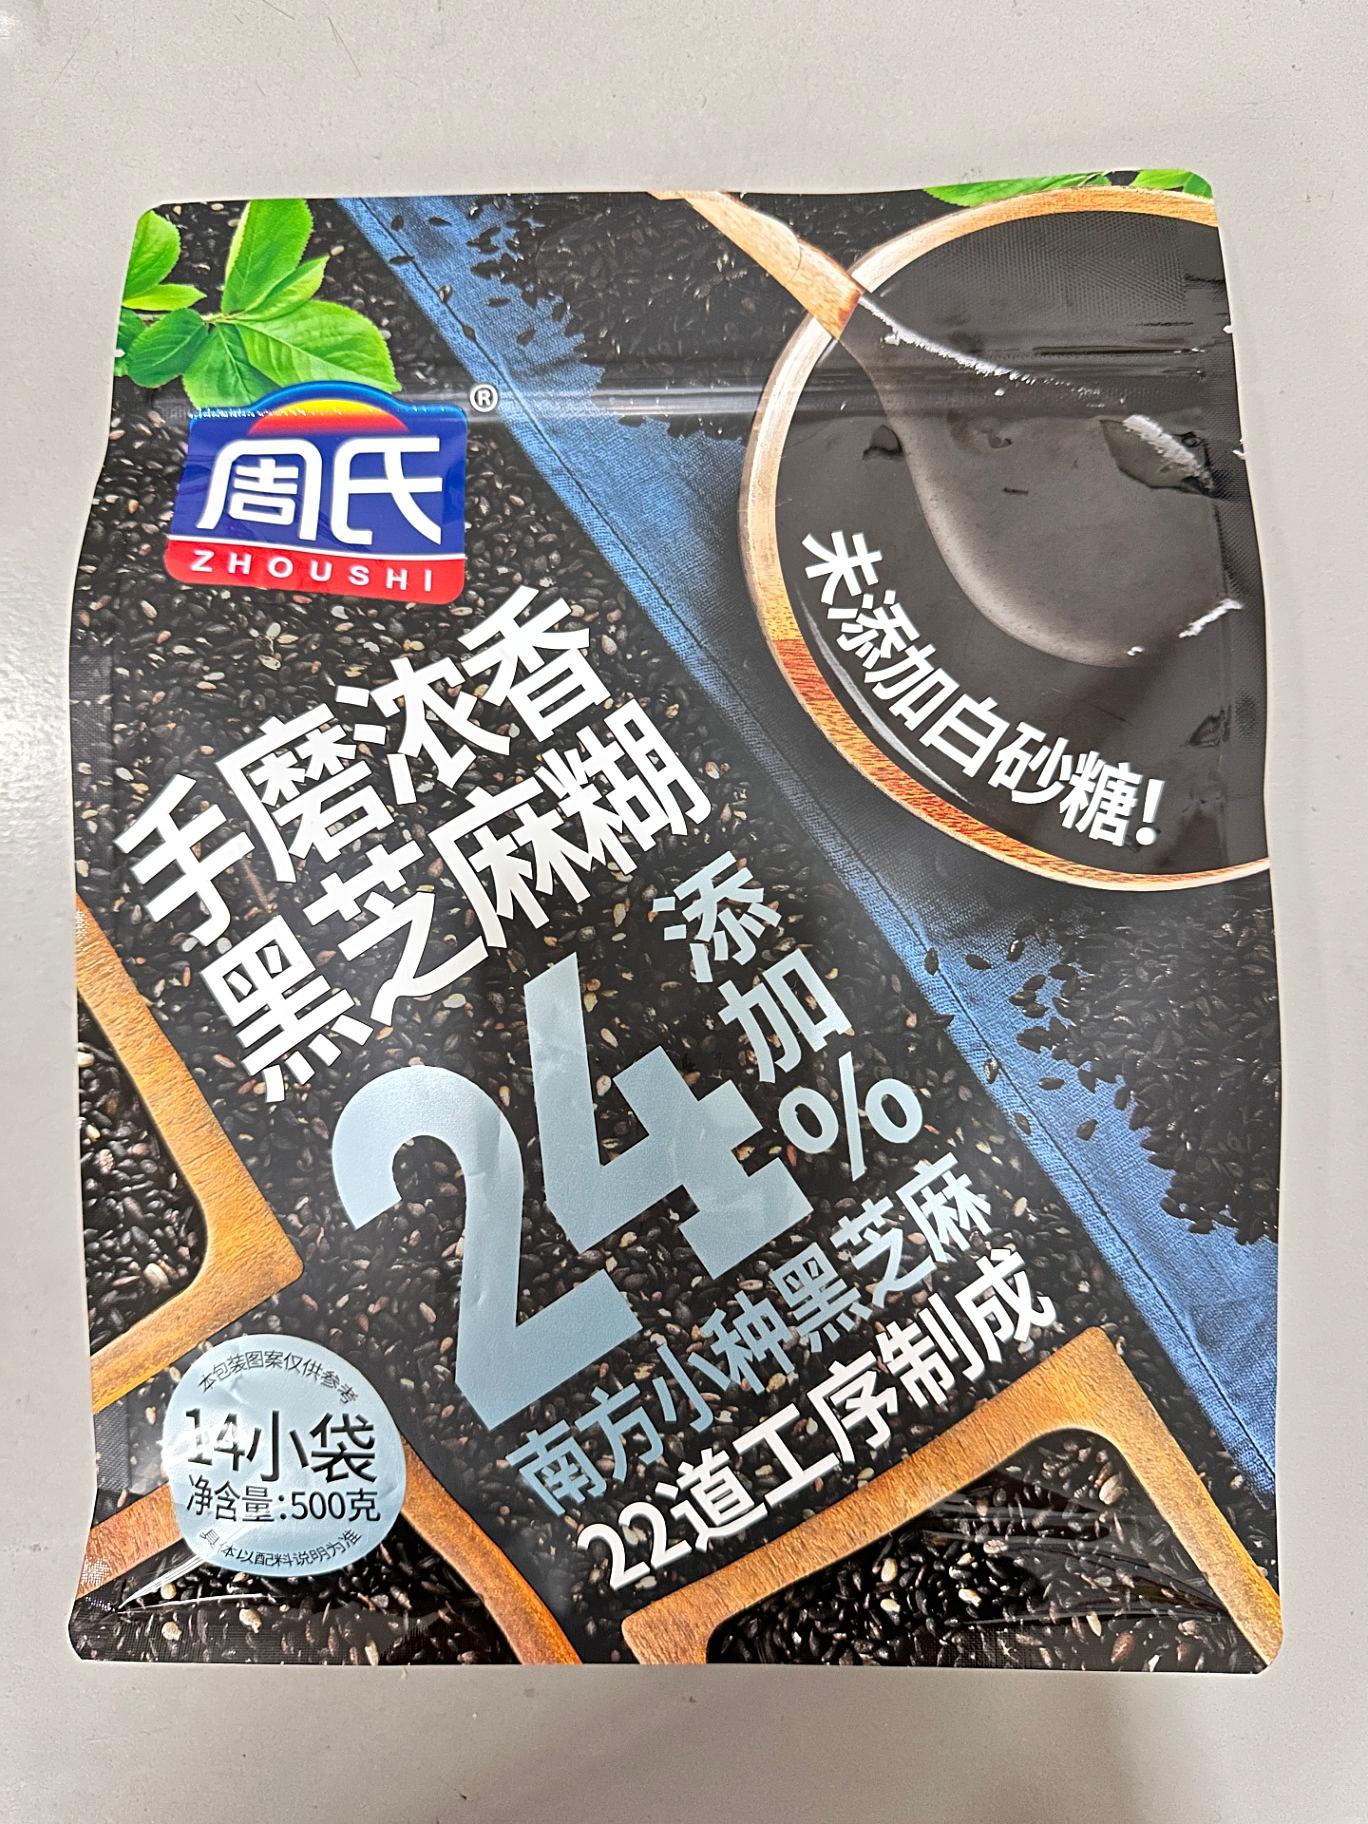 周氏
®
ZHOUSHI
未添加白砂糖!
手磨浓香
黑芝麻糊
添加
24%
南方小种黑芝麻
22道工序制成
本包装图案仅供参考
14小袋
净含量:500克
具体以配料说明为准